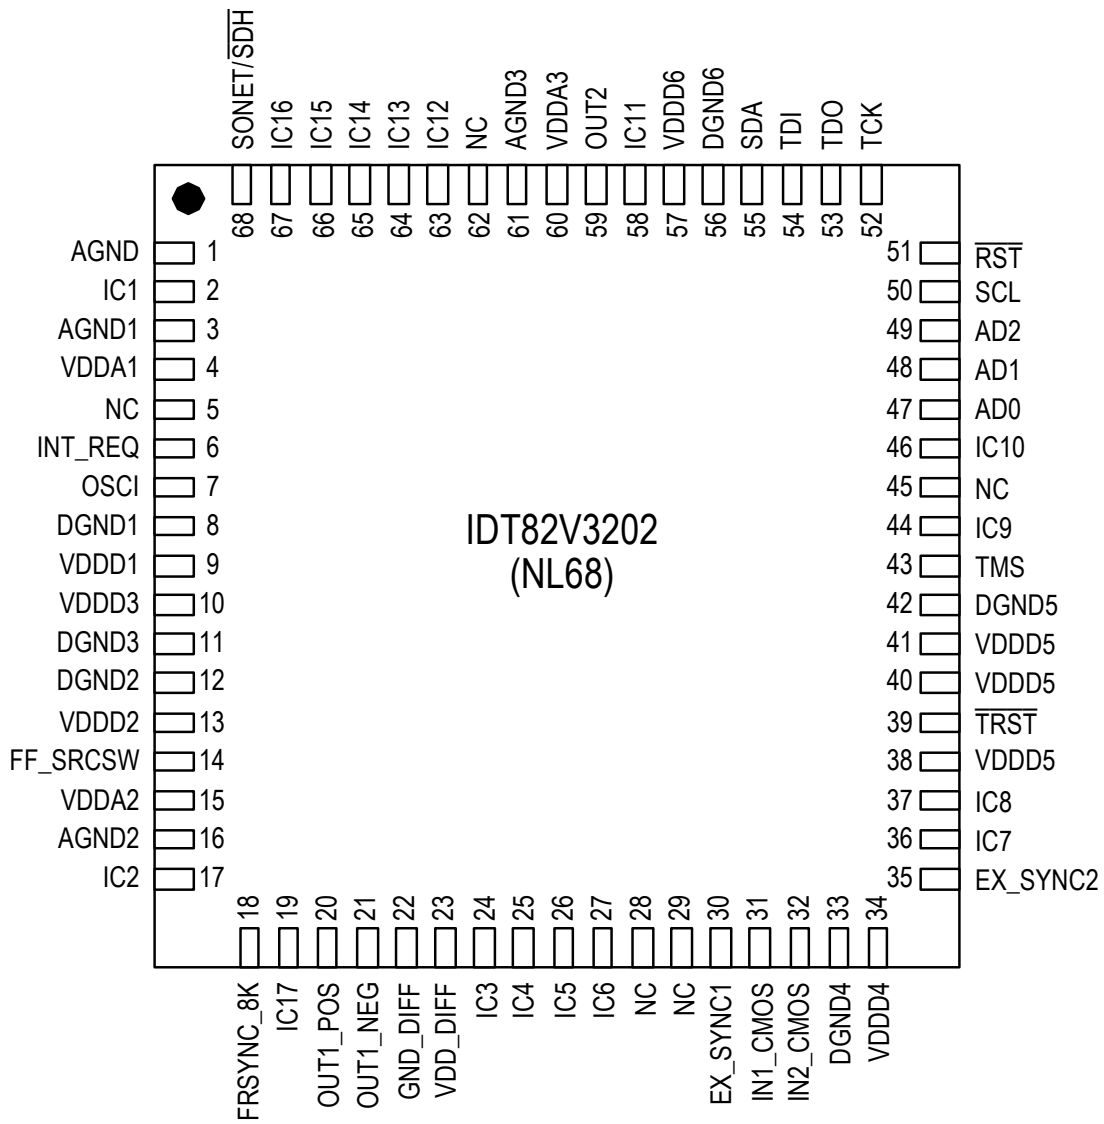 SONET/SDH
IC16
IC15
IC14
IC13
IC12
NC
AGND3
VDDA3
OUT2
IC11
VDDD6
DGND6
SDA
TDI
TDO
TCK
68
67
66
65
64
63
62
61
60
59
58
57
56
55
54
53
52
AGND 1
IC1 2
AGND1 3
VDDA1 4
NC 5
INT_REQ 6
OSCI 7
DGND1 8
VDDD1 9
VDDD3 10
DGND3 11
DGND2 12
VDDD2 13
FF_SRCSW 14
VDDA2 15
AGND2 16
IC2 17
IDT82V3202
(NL68)
51 RST
50 SCL
49 AD2
48 AD1
47 AD0
46 IC10
45 NC
44 IC9
43 TMS
42 DGND5
41 VDDD5
40 VDDD5
39 TRST
38 VDDD5
37 IC8
36 IC7
35 EX_SYNC2
18
19
20
21
22
23
24
25
26
27
28
29
30
31
32
33
34
FRSYNC_8K
IC17
OUT1_POS
OUT1_NEG
GND_DIFF
VDD_DIFF
IC3
IC4
IC5
IC6
NC
NC
EX_SYNC1
IN1_CMOS
IN2_CMOS
DGND4
VDDD4